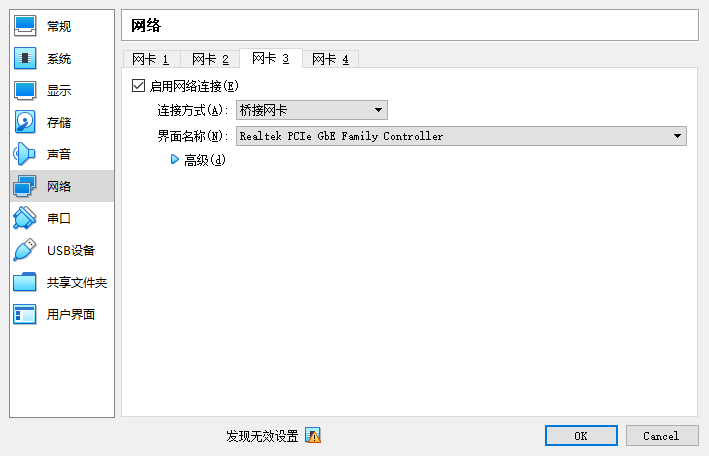 常规
系统
显示
存储
声音
网络
串口
USB设备
共享文件夹
用户界面
网络
网卡 1 网卡 2 网卡 3 网卡 4
启用网络连接(E)
连接方式(A): 桥接网卡
界面名称(N): Realtek PCIe GbE Family Controller
高级(d)
发现无效设置 OK Cancel